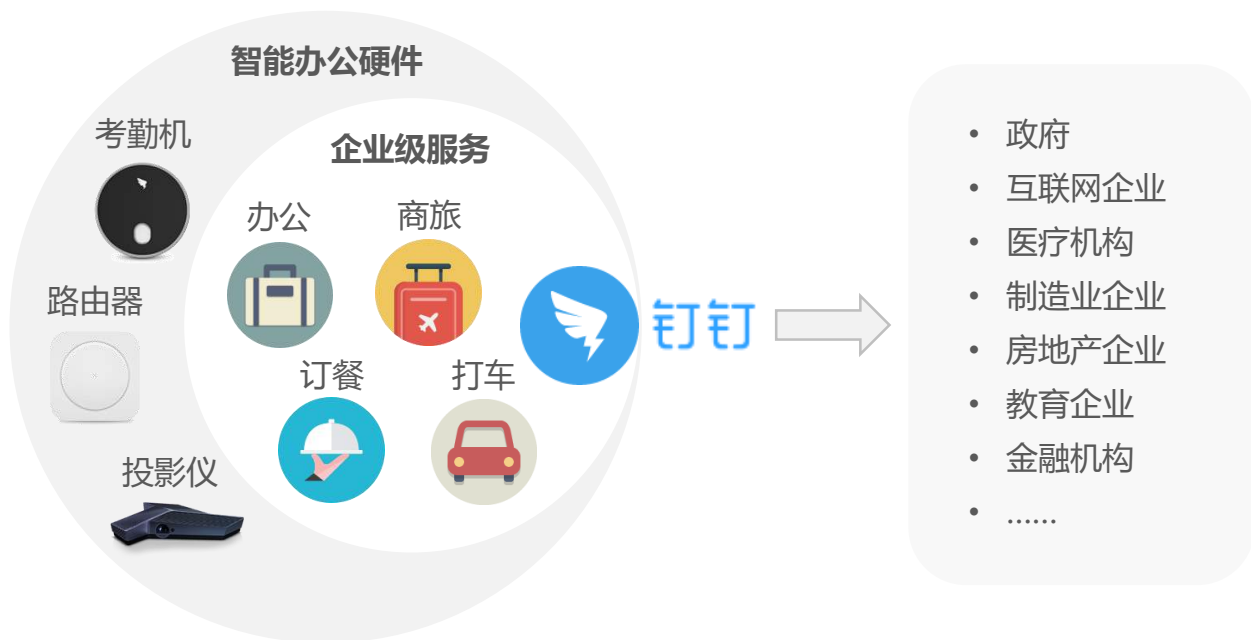 智能办公硬件
考勤机
路由器
投影仪
企业级服务
办公
商旅
订餐
打车
钉钉
• 政府
• 互联网企业
• 医疗机构
• 制造业企业
• 房地产企业
• 教育企业
• 金融机构
• ……